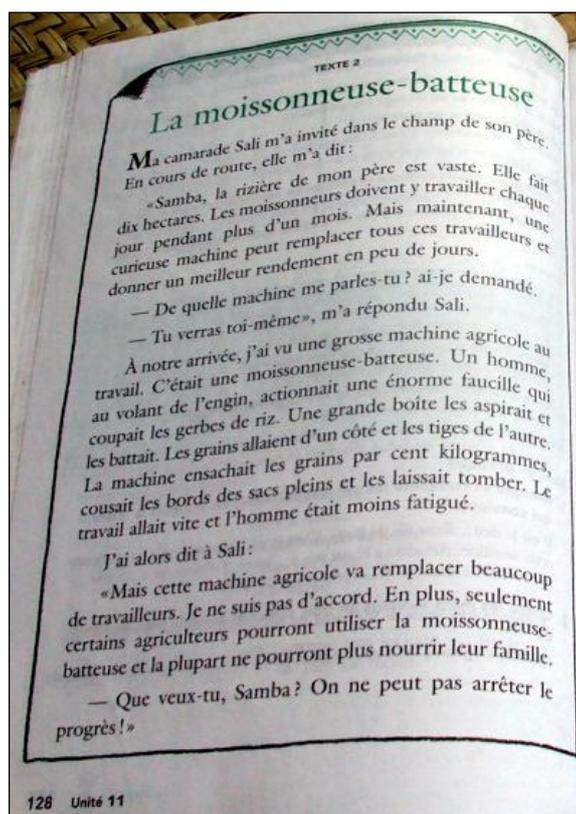 TEXTE 2
La moissonneuse-batteuse
Ma camarade Sali m'a invité dans le champ de son père.
En cours de route, elle m'a dit :
«Samba, la rizière de mon père est vaste. Elle fait
dix hectares. Les moissonneurs doivent y travailler chaque
jour pendant plus d'un mois. Mais maintenant, une
curieuse machine peut remplacer tous ces travailleurs et
donner un meilleur rendement en peu de jours.
— De quelle machine me parles-tu ? ai-je demandé.
— Tu verras toi-même», m'a répondu Sali.
À notre arrivée, j'ai vu une grosse machine agricole au
travail. C'était une moissonneuse-batteuse. Un homme,
au volant de l'engin, actionnait une énorme faucille qui
coupait les gerbes de riz. Une grande boîte les aspirait et
les battait. Les grains allaient d'un côté et les tiges de l'autre.
La machine ensachait les grains par cent kilogrammes,
cousait les bords des sacs pleins et les laissait tomber. Le
travail allait vite et l'homme était moins fatigué.
J'ai alors dit à Sali :
«Mais cette machine agricole va remplacer beaucoup
de travailleurs. Je ne suis pas d'accord. En plus, seulement
certains agriculteurs pourront utiliser la moissonneuse-
batteuse et la plupart ne pourront plus nourrir leur famille.
— Que veux-tu, Samba ? On ne peut pas arrêter le
progrès !»
128 Unité 11